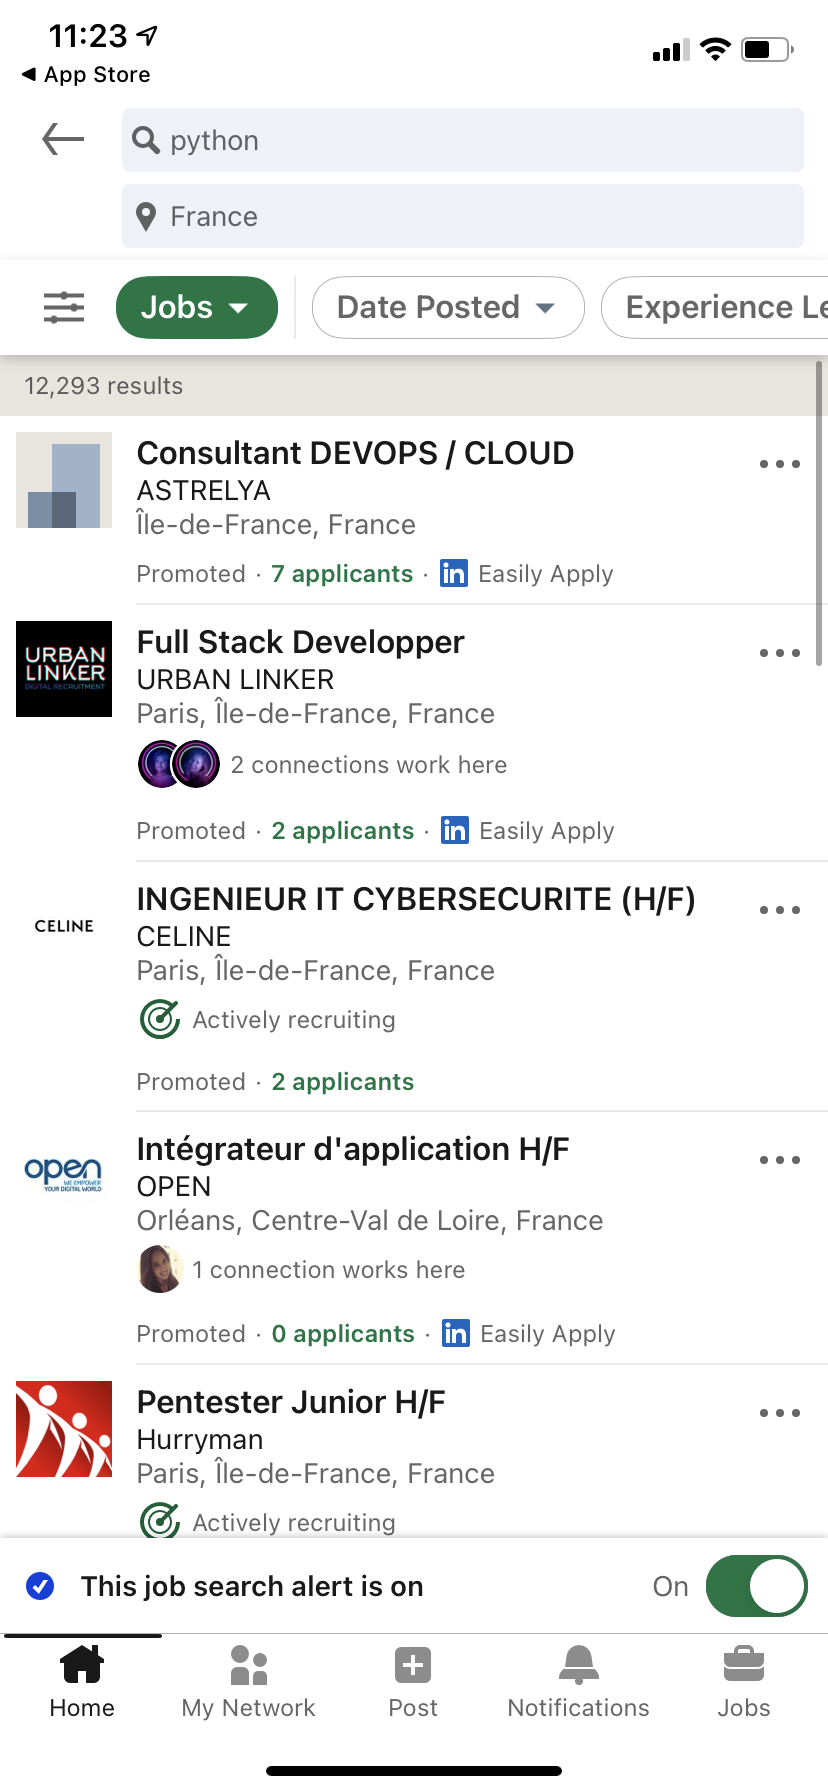 11:23
App Store
python
France
Jobs
Date Posted
Experience Le
12,293 results
Consultant DEVOPS / CLOUD
ASTRELYA
Île-de-France, France
Promoted · 7 applicants · in Easily Apply
URBAN
LINKER
DIGITAL RECRUITMENT
Full Stack Developper
URBAN LINKER
Paris, Île-de-France, France
2 connections work here
Promoted · 2 applicants · in Easily Apply
CELINE
INGENIEUR IT CYBERSECURITE (H/F)
CELINE
Paris, Île-de-France, France
Actively recruiting
Promoted · 2 applicants
open
WE EMPOWER
YOUR DIGITAL WORLD
Intégrateur d'application H/F
OPEN
Orléans, Centre-Val de Loire, France
1 connection works here
Promoted · 0 applicants · in Easily Apply
Pentester Junior H/F
Hurryman
Paris, Île-de-France, France
Actively recruiting
This job search alert is on
On
Home
My Network
Post
Notifications
Jobs